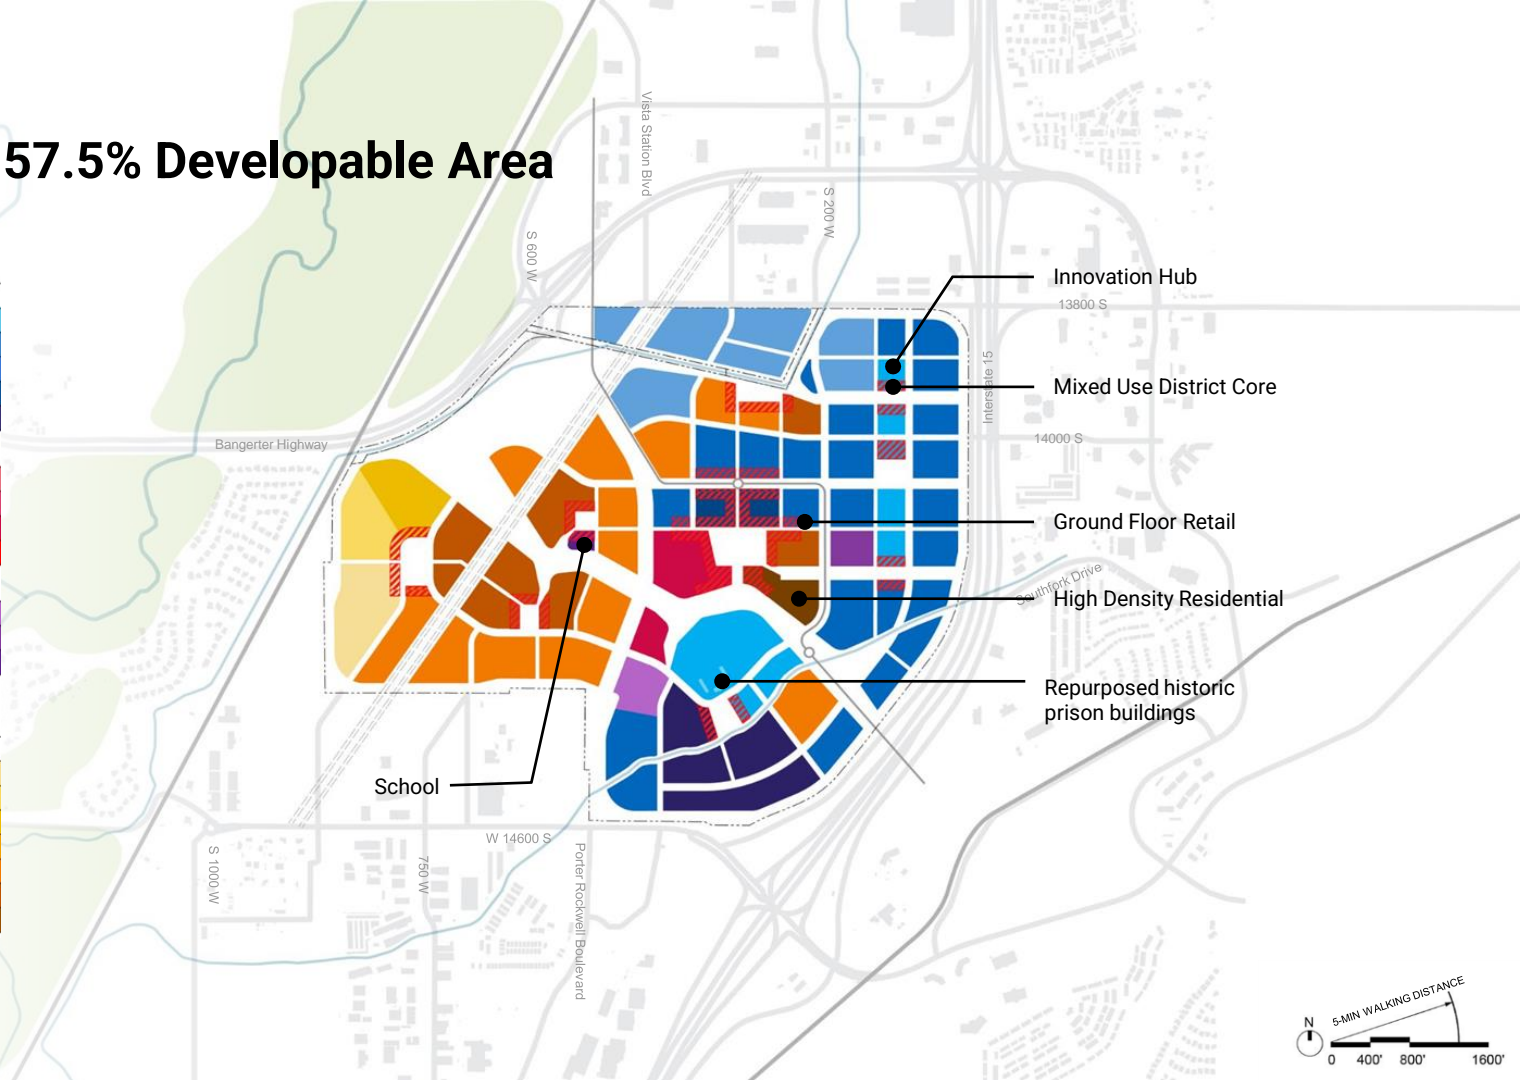 57.5% Developable Area
Vista Station Blvd
S 200 W
S 600 W
Innovation Hub
13800 S
Interstate 15
Mixed Use District Core
14000 S
Bangerter Highway
Ground Floor Retail
Southfork Drive
High Density Residential
Repurposed historic
prison buildings
School
W 14600 S
S 1000 W
750 W
Porter Rockwell Boulevard
5-MIN WALKING DISTANCE
N
0 400' 800' 1600'